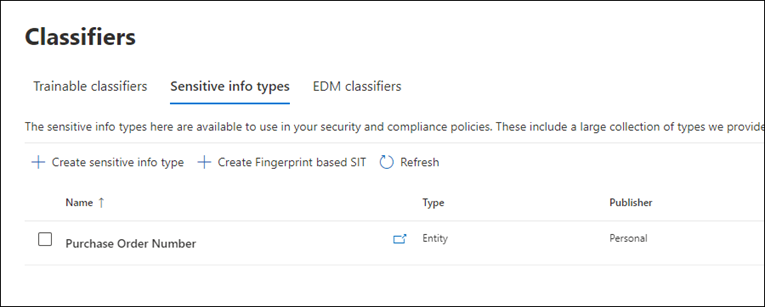 Classifiers
Trainable classifiers Sensitive info types EDM classifiers
The sensitive info types here are available to use in your security and compliance policies. These include a large collection of types we provide
+ Create sensitive info type + Create Fingerprint based SIT Refresh
Name ↑ Type Publisher
Purchase Order Number Entity Personal